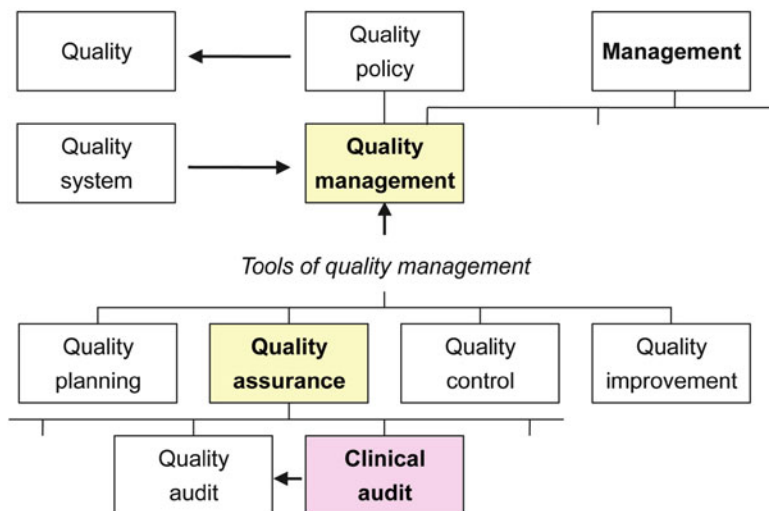 Quality
Quality
policy
Management
Quality
system
Quality
management
Tools of quality management
Quality
planning
Quality
assurance
Quality
control
Quality
improvement
Quality
audit
Clinical
audit